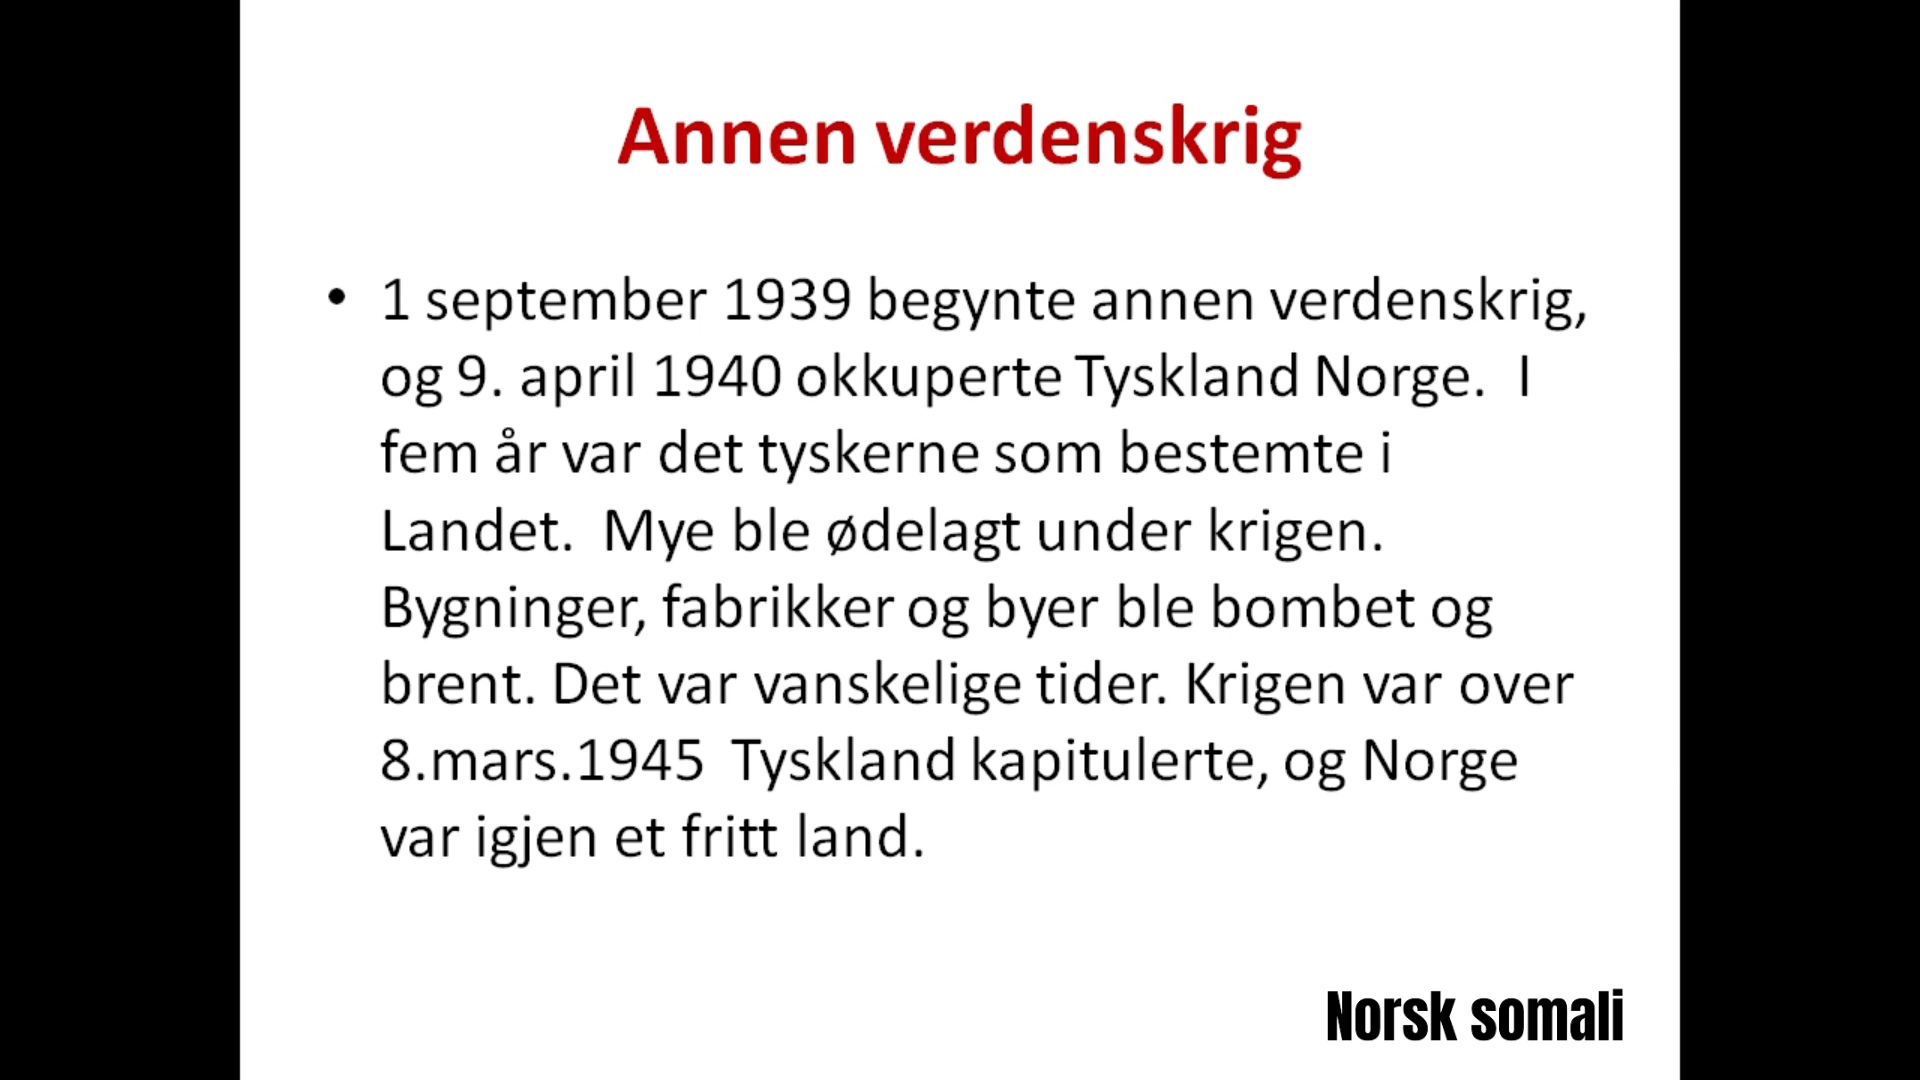 Annen verdenskrig
• 1 september 1939 begynte annen verdenskrig,
og 9. april 1940 okkuperte Tyskland Norge.  I
fem år var det tyskerne som bestemte i
Landet.  Mye ble ødelagt under krigen.
Bygninger, fabrikker og byer ble bombet og
brent. Det var vanskelige tider. Krigen var over
8.mars.1945  Tyskland kapitulerte, og Norge
var igjen et fritt land.
Norsk somali